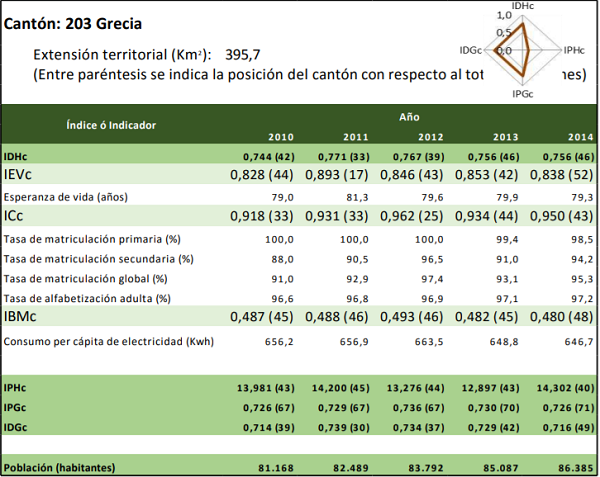 Cantón: 203 Grecia
Extensión territorial (Km²): 395,7
(Entre paréntesis se indica la posición del cantón con respecto al tot nes)
IDHc
1,0
0,5
IDGc 0,0 IPHc
IPGc
Índice ó Indicador Año
2010 2011 2012 2013 2014
IDHc 0,744 (42) 0,771 (33) 0,767 (39) 0,756 (46) 0,756 (46)
IEVc 0,828 (44) 0,893 (17) 0,846 (43) 0,853 (42) 0,838 (52)
Esperanza de vida (años) 79,0 81,3 79,6 79,9 79,3
ICc 0,918 (33) 0,931 (33) 0,962 (25) 0,934 (44) 0,950 (43)
Tasa de matriculación primaria (%) 100,0 100,0 100,0 99,4 98,5
Tasa de matriculación secundaria (%) 88,0 90,5 96,5 91,0 94,2
Tasa de matriculación global (%) 91,0 92,9 97,4 93,1 95,3
Tasa de alfabetización adulta (%) 96,6 96,8 96,9 97,1 97,2
IBMc 0,487 (45) 0,488 (46) 0,493 (46) 0,482 (45) 0,480 (48)
Consumo per cápita de electricidad (Kwh) 656,2 656,9 663,5 648,8 646,7
IPHc 13,981 (43) 14,200 (45) 13,276 (44) 12,897 (43) 14,302 (40)
IPGc 0,726 (67) 0,729 (67) 0,736 (67) 0,730 (70) 0,726 (71)
IDGc 0,714 (39) 0,739 (30) 0,734 (37) 0,729 (42) 0,716 (49)
Población (habitantes) 81.168 82.489 83.792 85.087 86.385